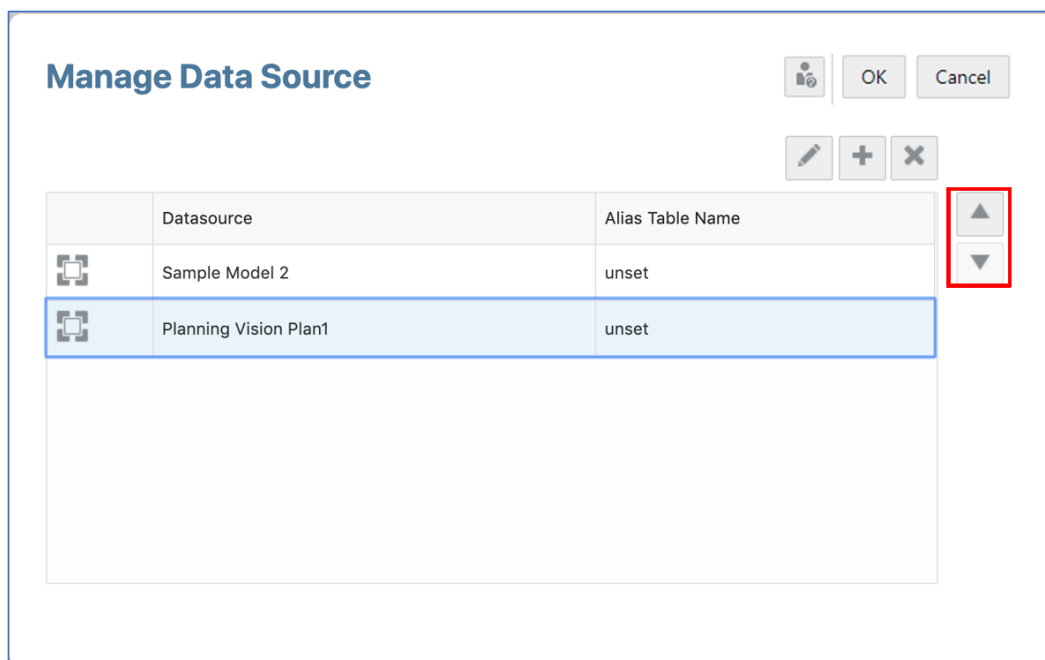 Manage Data Source
OK
Cancel
Datasource
Alias Table Name
Sample Model 2
unset
Planning Vision Plan1
unset